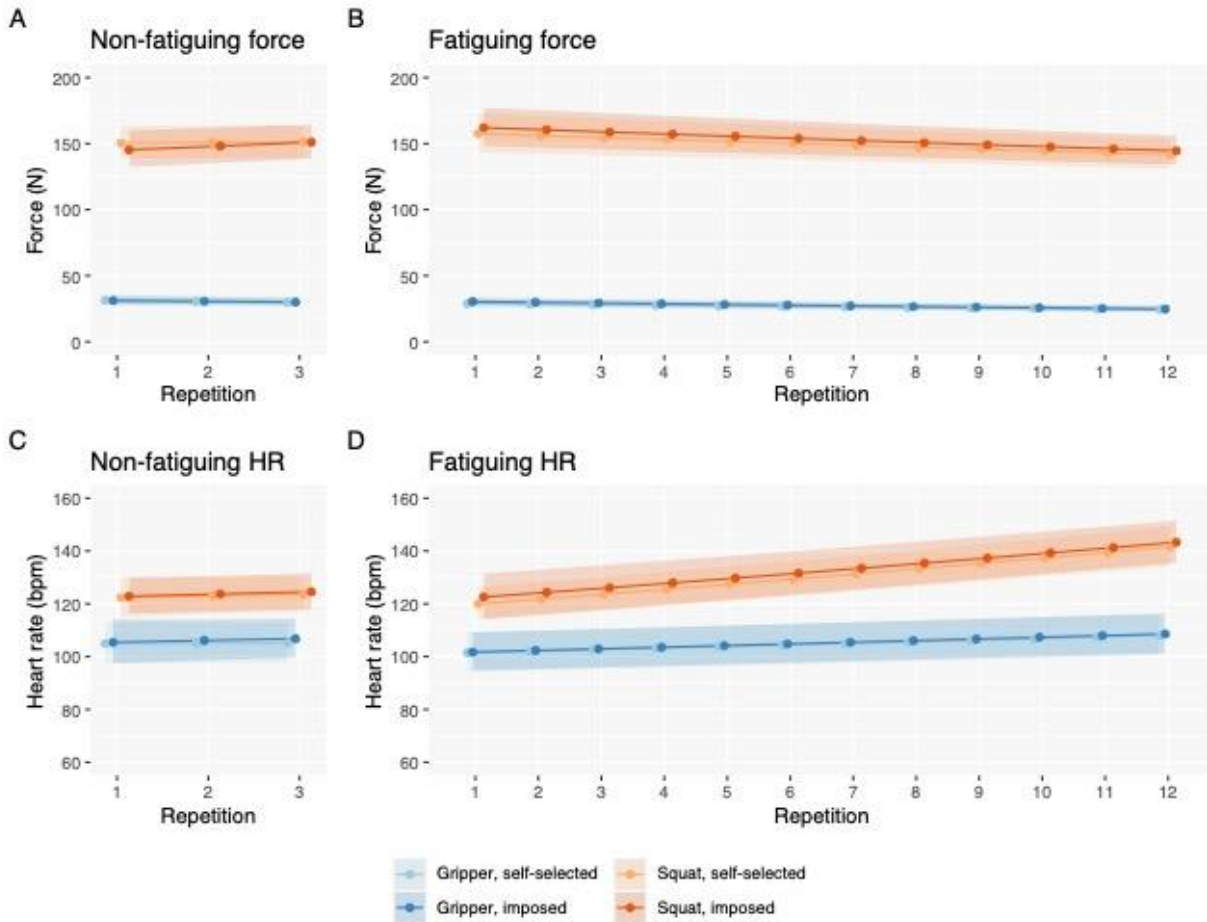 A
Non-fatiguing force
Force (N)
200
150
100
50
0
1 2 3
Repetition
B
Fatiguing force
Force (N)
200
150
100
50
0
1 2 3 4 5 6 7 8 9 10 11 12
Repetition
C
Non-fatiguing HR
Heart rate (bpm)
160
140
120
100
80
60
1 2 3
Repetition
D
Fatiguing HR
Heart rate (bpm)
160
140
120
100
80
60
1 2 3 4 5 6 7 8 9 10 11 12
Repetition
Gripper, self-selected
Squat, self-selected
Gripper, imposed
Squat, imposed